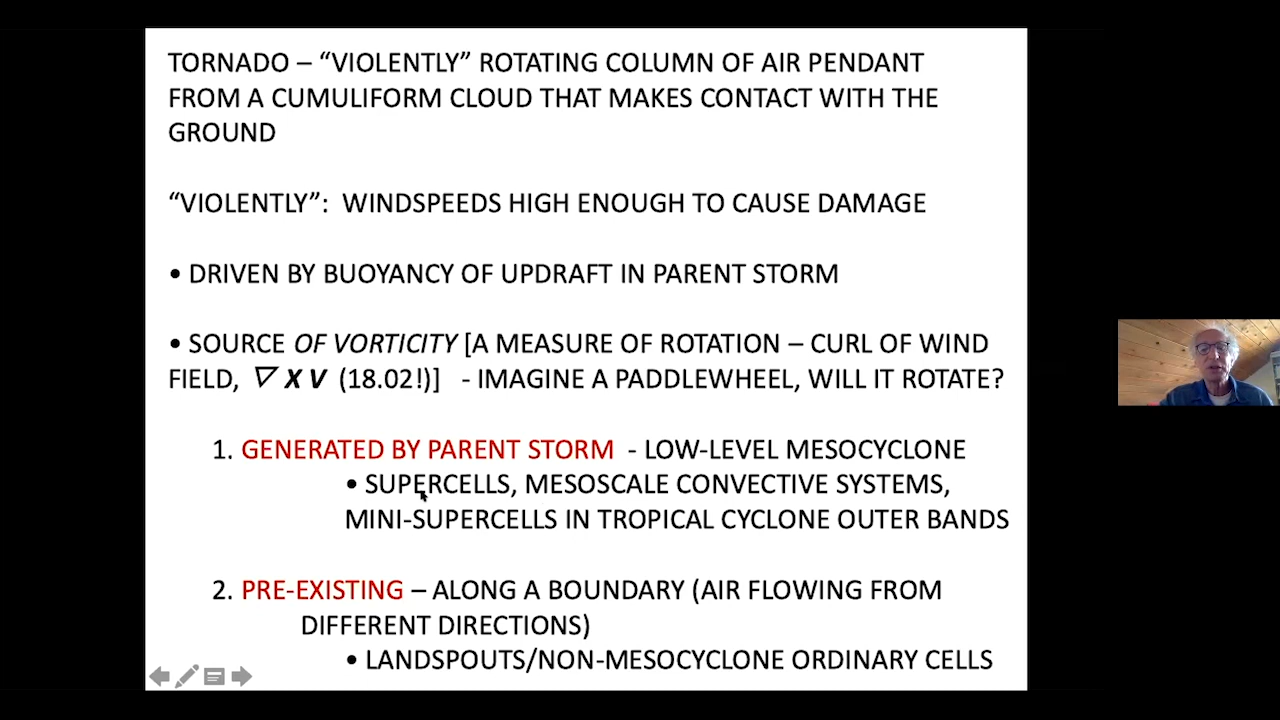 TORNADO – “VIOLENTLY” ROTATING COLUMN OF AIR PENDANT
FROM A CUMULIFORM CLOUD THAT MAKES CONTACT WITH THE
GROUND
“VIOLENTLY”: WINDSPEEDS HIGH ENOUGH TO CAUSE DAMAGE
• DRIVEN BY BUOYANCY OF UPDRAFT IN PARENT STORM
• SOURCE OF VORTICITY [A MEASURE OF ROTATION – CURL OF WIND
FIELD, ∇ X V (18.02!)] - IMAGINE A PADDLEWHEEL, WILL IT ROTATE?
1. GENERATED BY PARENT STORM - LOW-LEVEL MESOCYCLONE
• SUPERCELLS, MESOSCALE CONVECTIVE SYSTEMS,
MINI-SUPERCELLS IN TROPICAL CYCLONE OUTER BANDS
2. PRE-EXISTING – ALONG A BOUNDARY (AIR FLOWING FROM
DIFFERENT DIRECTIONS)
• LANDSPOUTS/NON-MESOCYCLONE ORDINARY CELLS